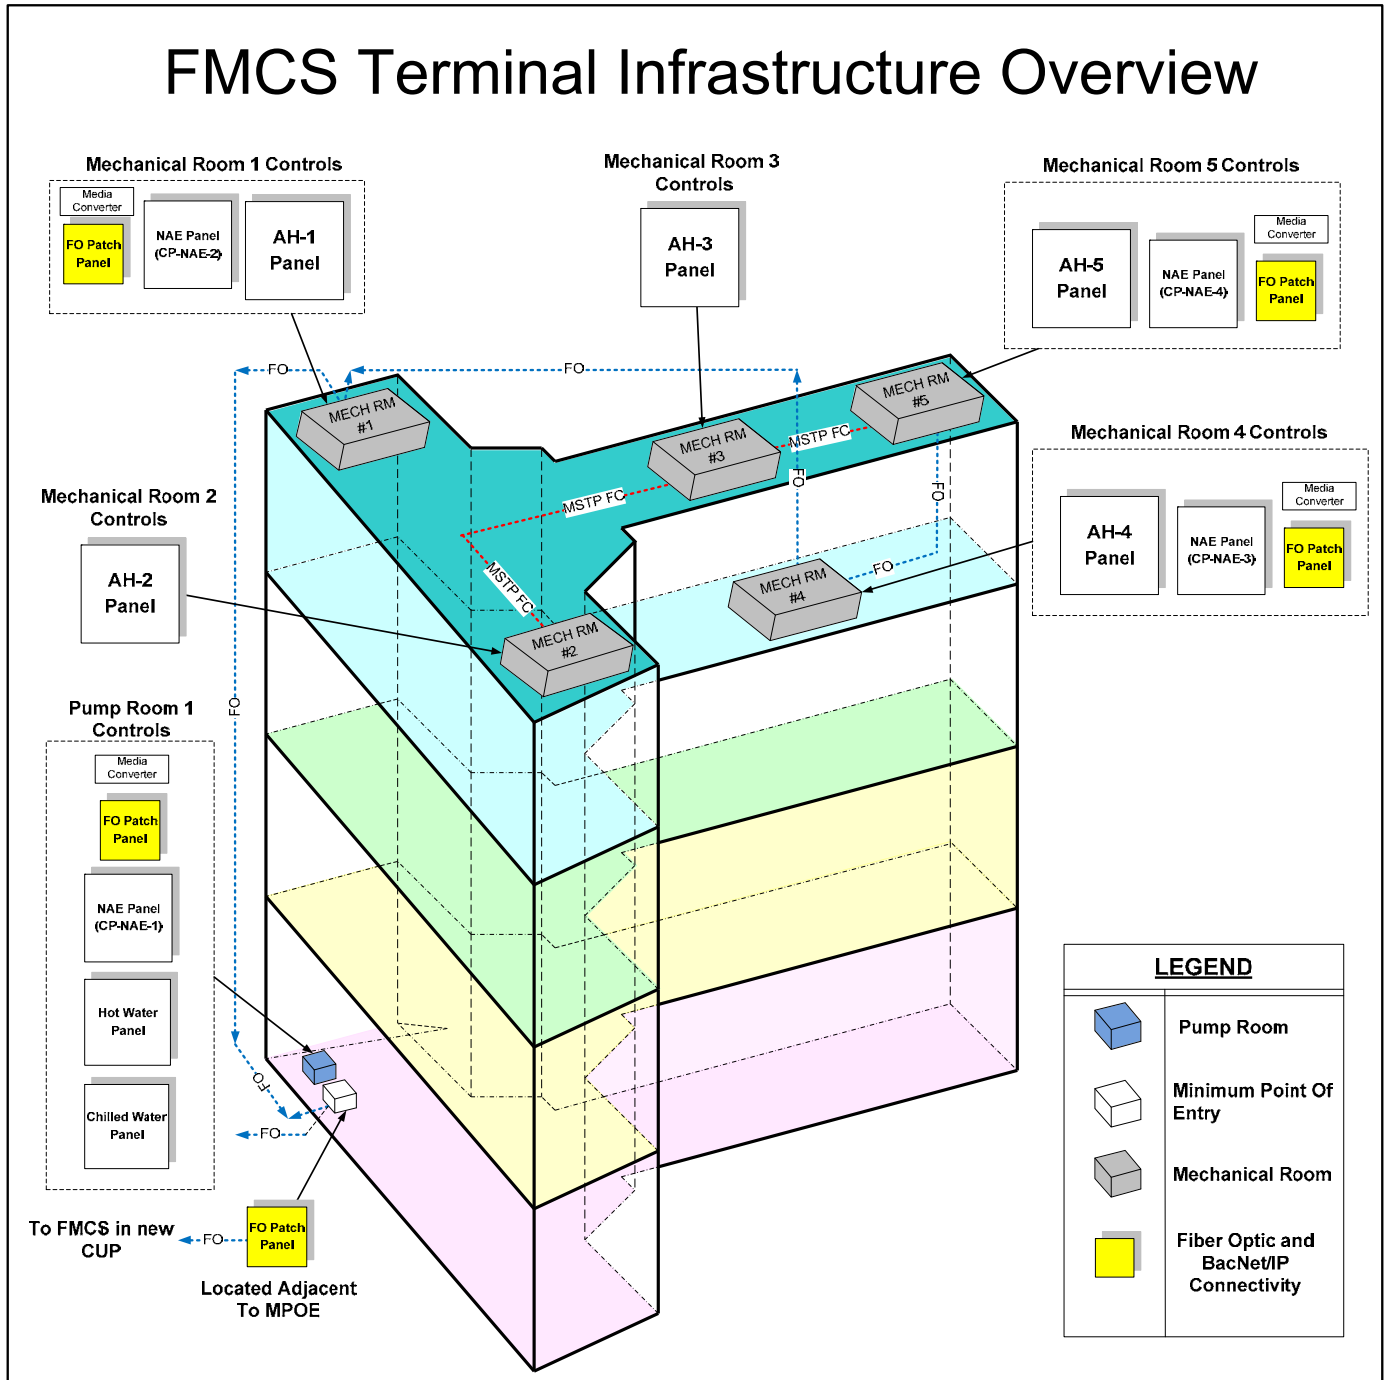 FMCS Terminal Infrastructure Overview
Mechanical Room 1 Controls
Media
Converter
FO Patch
Panel
NAE Panel
(CP-NAE-2)
AH-1
Panel
Mechanical Room 3
Controls
AH-3
Panel
Mechanical Room 5 Controls
AH-5
Panel
NAE Panel
(CP-NAE-4)
Media
Converter
FO Patch
Panel
FO
FO
MECH RM
#1
MECH RM
#3
MECH RM
#5
MSTP FC
MSTP FC
FO
FO
FO
Mechanical Room 4 Controls
AH-4
Panel
NAE Panel
(CP-NAE-3)
Media
Converter
FO Patch
Panel
Mechanical Room 2
Controls
AH-2
Panel
MSTP FC
MECH RM
#2
MECH RM
#4
FO
Pump Room 1
Controls
Media
Converter
FO Patch
Panel
NAE Panel
(CP-NAE-1)
Hot Water
Panel
Chilled Water
Panel
FO
FO
To FMCS in new
CUP
FO
FO Patch
Panel
Located Adjacent
To MPOE
LEGEND
Pump Room
Minimum Point Of
Entry
Mechanical Room
Fiber Optic and
BacNet/IP
Connectivity